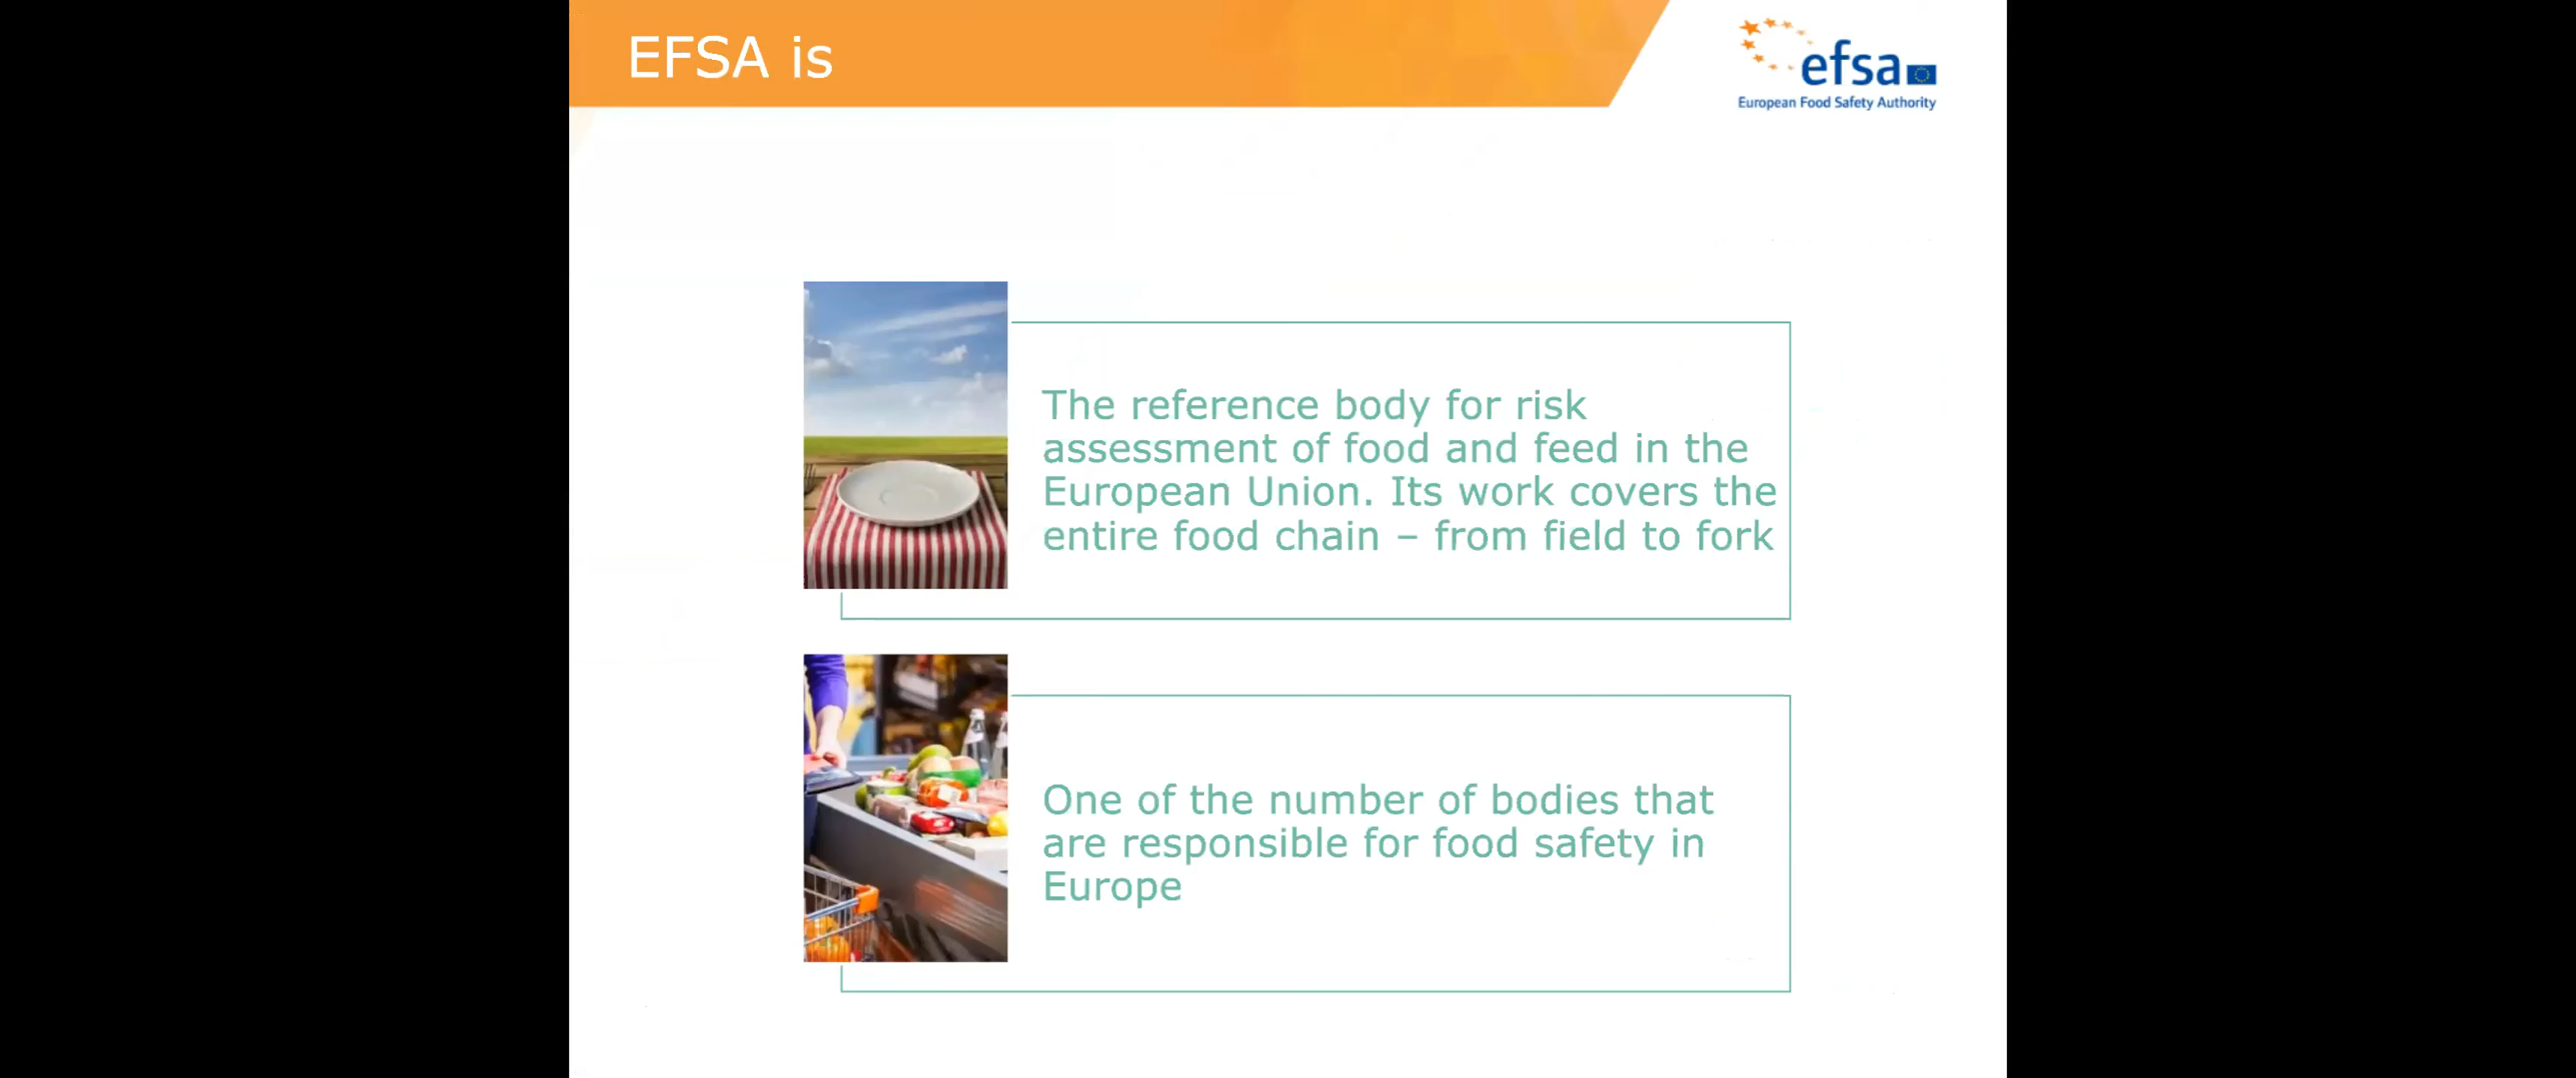 EFSA is
efsa
European Food Safety Authority
The reference body for risk
assessment of food and feed in the
European Union. Its work covers the
entire food chain – from field to fork
One of the number of bodies that
are responsible for food safety in
Europe